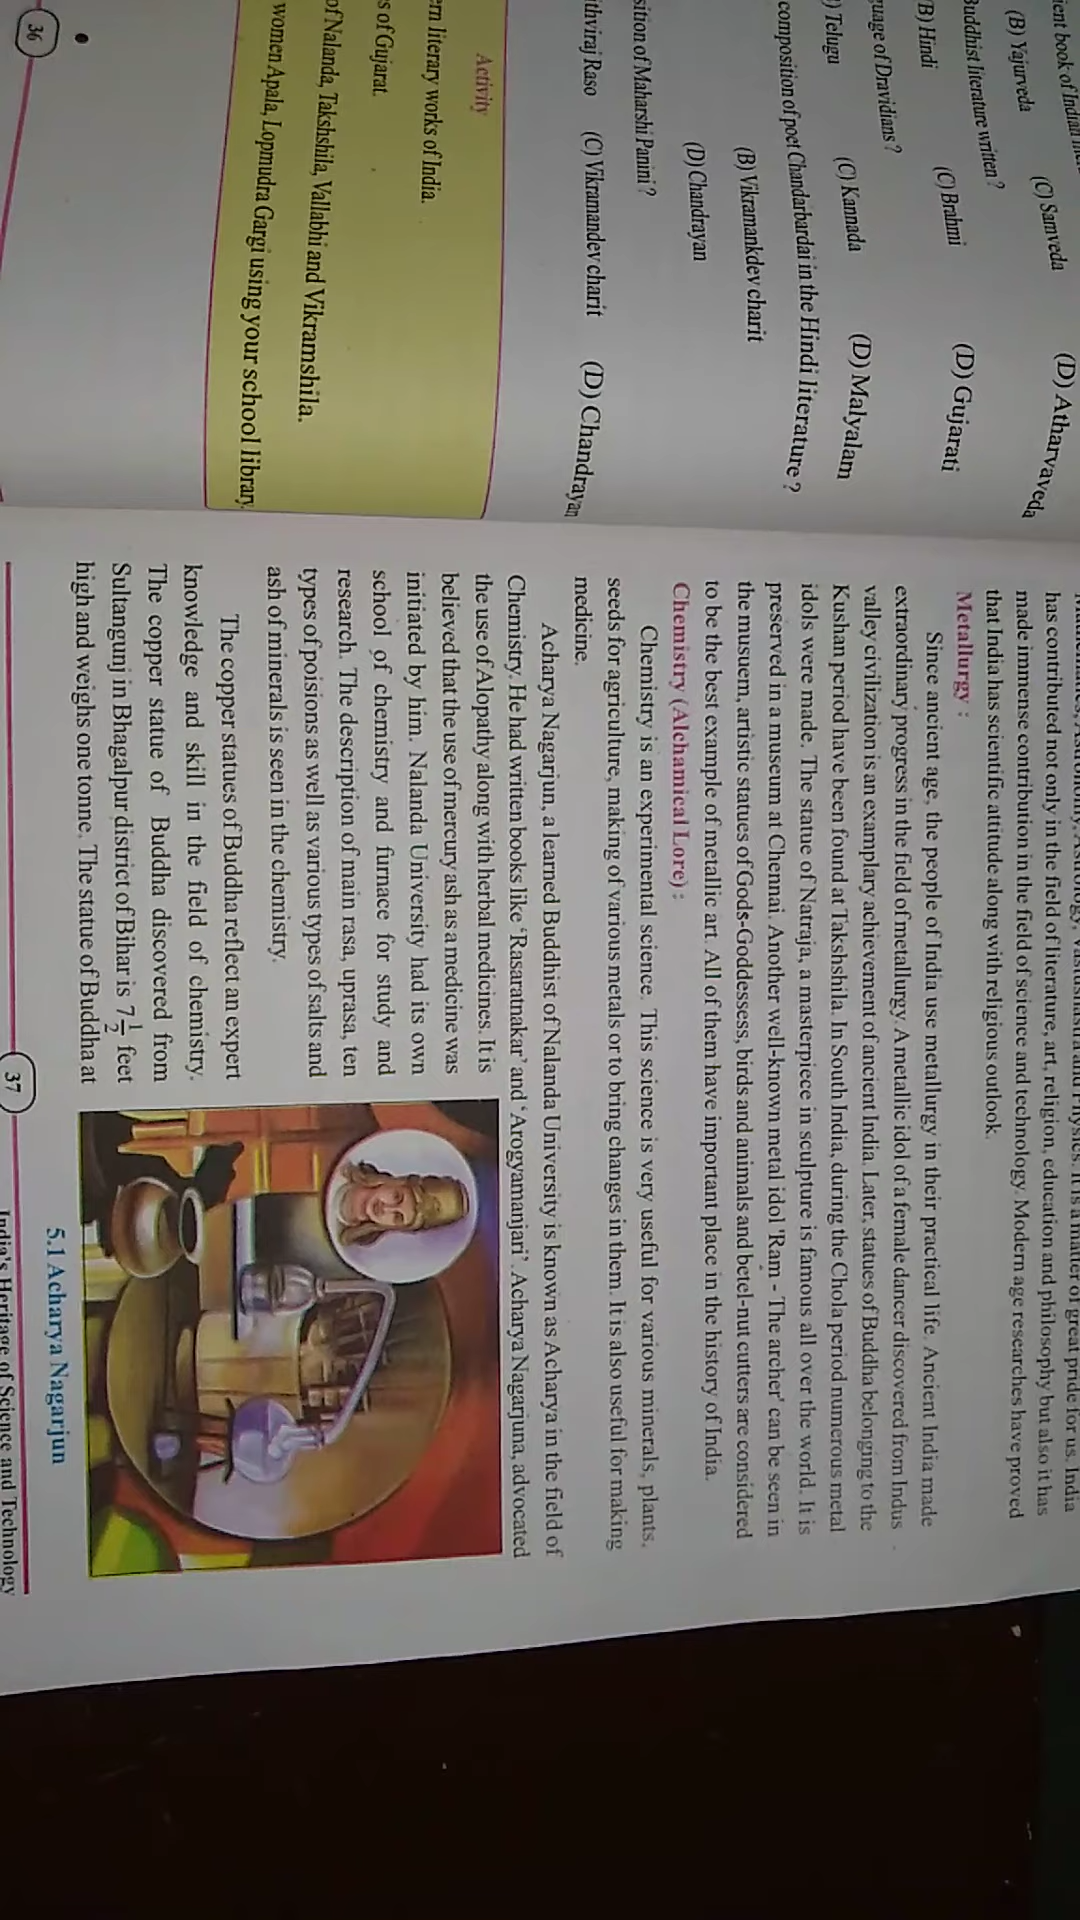 ient book of Indian
(B) Yajurveda
(C) Samveda
(D) Atharvaveda
Buddhist literature written ?
(B) Hindi
(C) Brahmi
(D) Gujarati
guage of Dravidians ?
Telugu
(C) Kannada
(D) Malyalam
composition of poet Chandarbardai in the Hindi literature ?
(B) Vikramankdev charit
(D) Chandrayan
sition of Maharshi Panini ?
ithviraj Raso (C) Vikramandev charit (D) Chandrayan
Activity
ern literary works of India.
s of Gujarat.
of Nalanda, Takshshila, Vallabhi and Vikramshila.
women Apala, Lopmudra Gargi using your school library.
36
It is a mater of great pride for us. India
has contributed not only in the field of literature, art, religion, education and philosophy but also it has
made immense contribution in the field of science and technology. Modern age researches have proved
that India has scientific attitude along with religious outlook.
Metallurgy :
Since ancient age, the people of India use metallurgy in their practical life. Ancient India made
extraordinary progress in the field of metallurgy. A metallic idol of a female dancer discovered from Indus
valley civilization is an examplary achievement of ancient India. Later, statues of Buddha belonging to the
Kushan period have been found at Takshshila. In South India, during the Chola period numerous metal
idols were made. The statue of Natraja, a masterpiece in sculpture is famous all over the world. It is
preserved in a museum at Chennai. Another well-known metal idol 'Ram - The archer' can be seen in
the musuem, artistic statues of Gods-Goddessess, birds and animals and betel-nut cutters are considered
to be the best example of metallic art. All of them have important place in the history of India.
Chemistry (Alchamical Lore) :
Chemistry is an experimental science. This science is very useful for various minerals, plants,
seeds for agriculture, making of various metals or to bring changes in them. It is also useful for making
medicine.
Acharya Nagarjun, a learned Buddhist of Nalanda University is known as Acharya in the field of
Chemistry. He had written books like 'Rasaratnakar' and 'Arogyamanjari'. Acharya Nagarjuna, advocated
the use of Alopathy along with herbal medicines. It is
believed that the use of mercury ash as a medicine was
initiated by him. Nalanda University had its own
school of chemistry and furnace for study and
research. The description of main rasa, uprasa, ten
types of poisions as well as various types of salts and
ash of minerals is seen in the chemistry.
The copper statues of Buddha reflect an expert
knowledge and skill in the field of chemistry.
The copper statue of Buddha discovered from
Sultangunj in Bhagalpur district of Bihar is 7 1/2 feet
high and weighs one tonne. The statue of Buddha at
5.1 Acharya Nagarjun
37
India's Heritage of Science and Technology